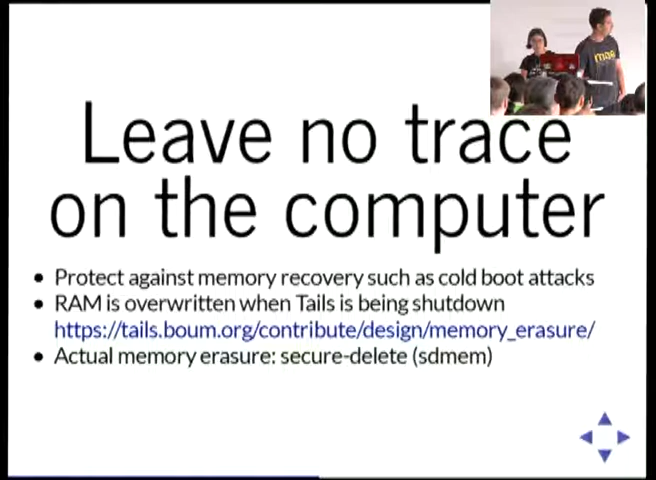 Leave no trace
on the computer
• Protect against memory recovery such as cold boot attacks
• RAM is overwritten when Tails is being shutdown
https://tails.boum.org/contribute/design/memory_erasure/
• Actual memory erasure: secure-delete (sdmem)